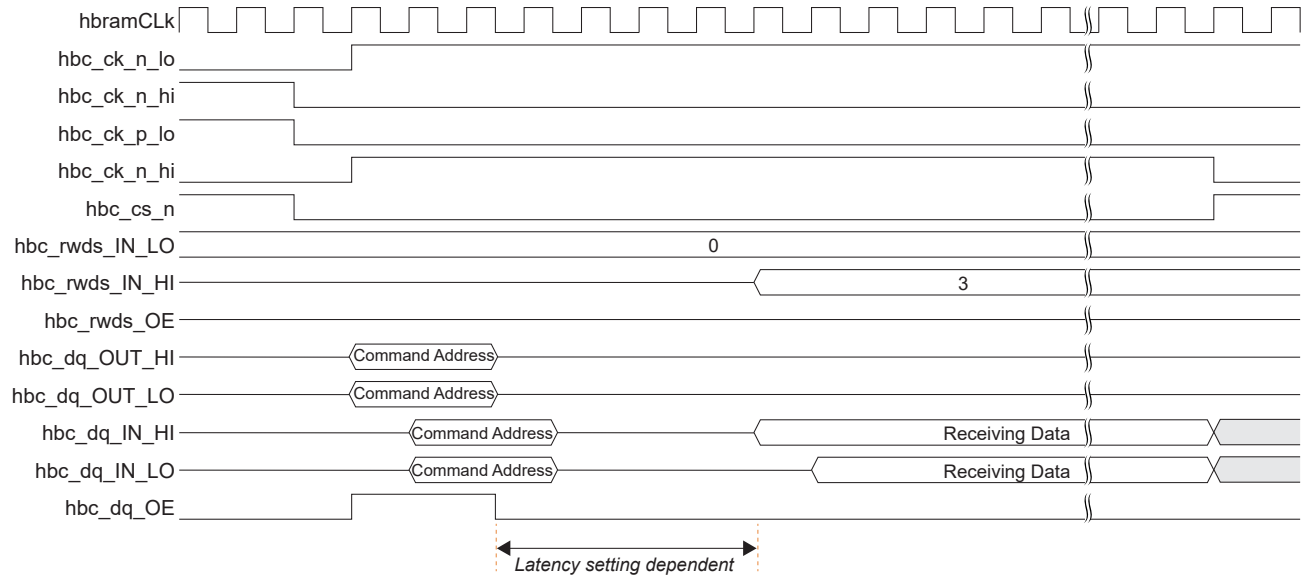 hbramCLk
hbc_ck_n_lo
hbc_ck_n_hi
hbc_ck_p_lo
hbc_ck_n_hi
hbc_cs_n
hbc_rwds_IN_LO 0
hbc_rwds_IN_HI 3
hbc_rwds_OE
hbc_dq_OUT_HI Command Address
hbc_dq_OUT_LO Command Address
hbc_dq_IN_HI Command Address Receiving Data
hbc_dq_IN_LO Command Address Receiving Data
hbc_dq_OE
Latency setting dependent